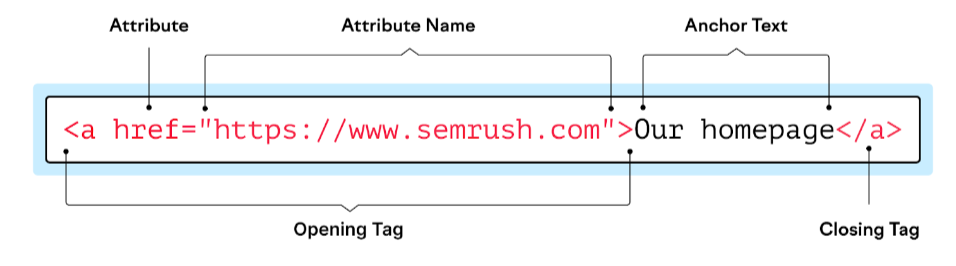 Attribute Attribute Name Anchor Text
<a href="https://www.semrush.com">Our homepage</a>
Opening Tag Closing Tag